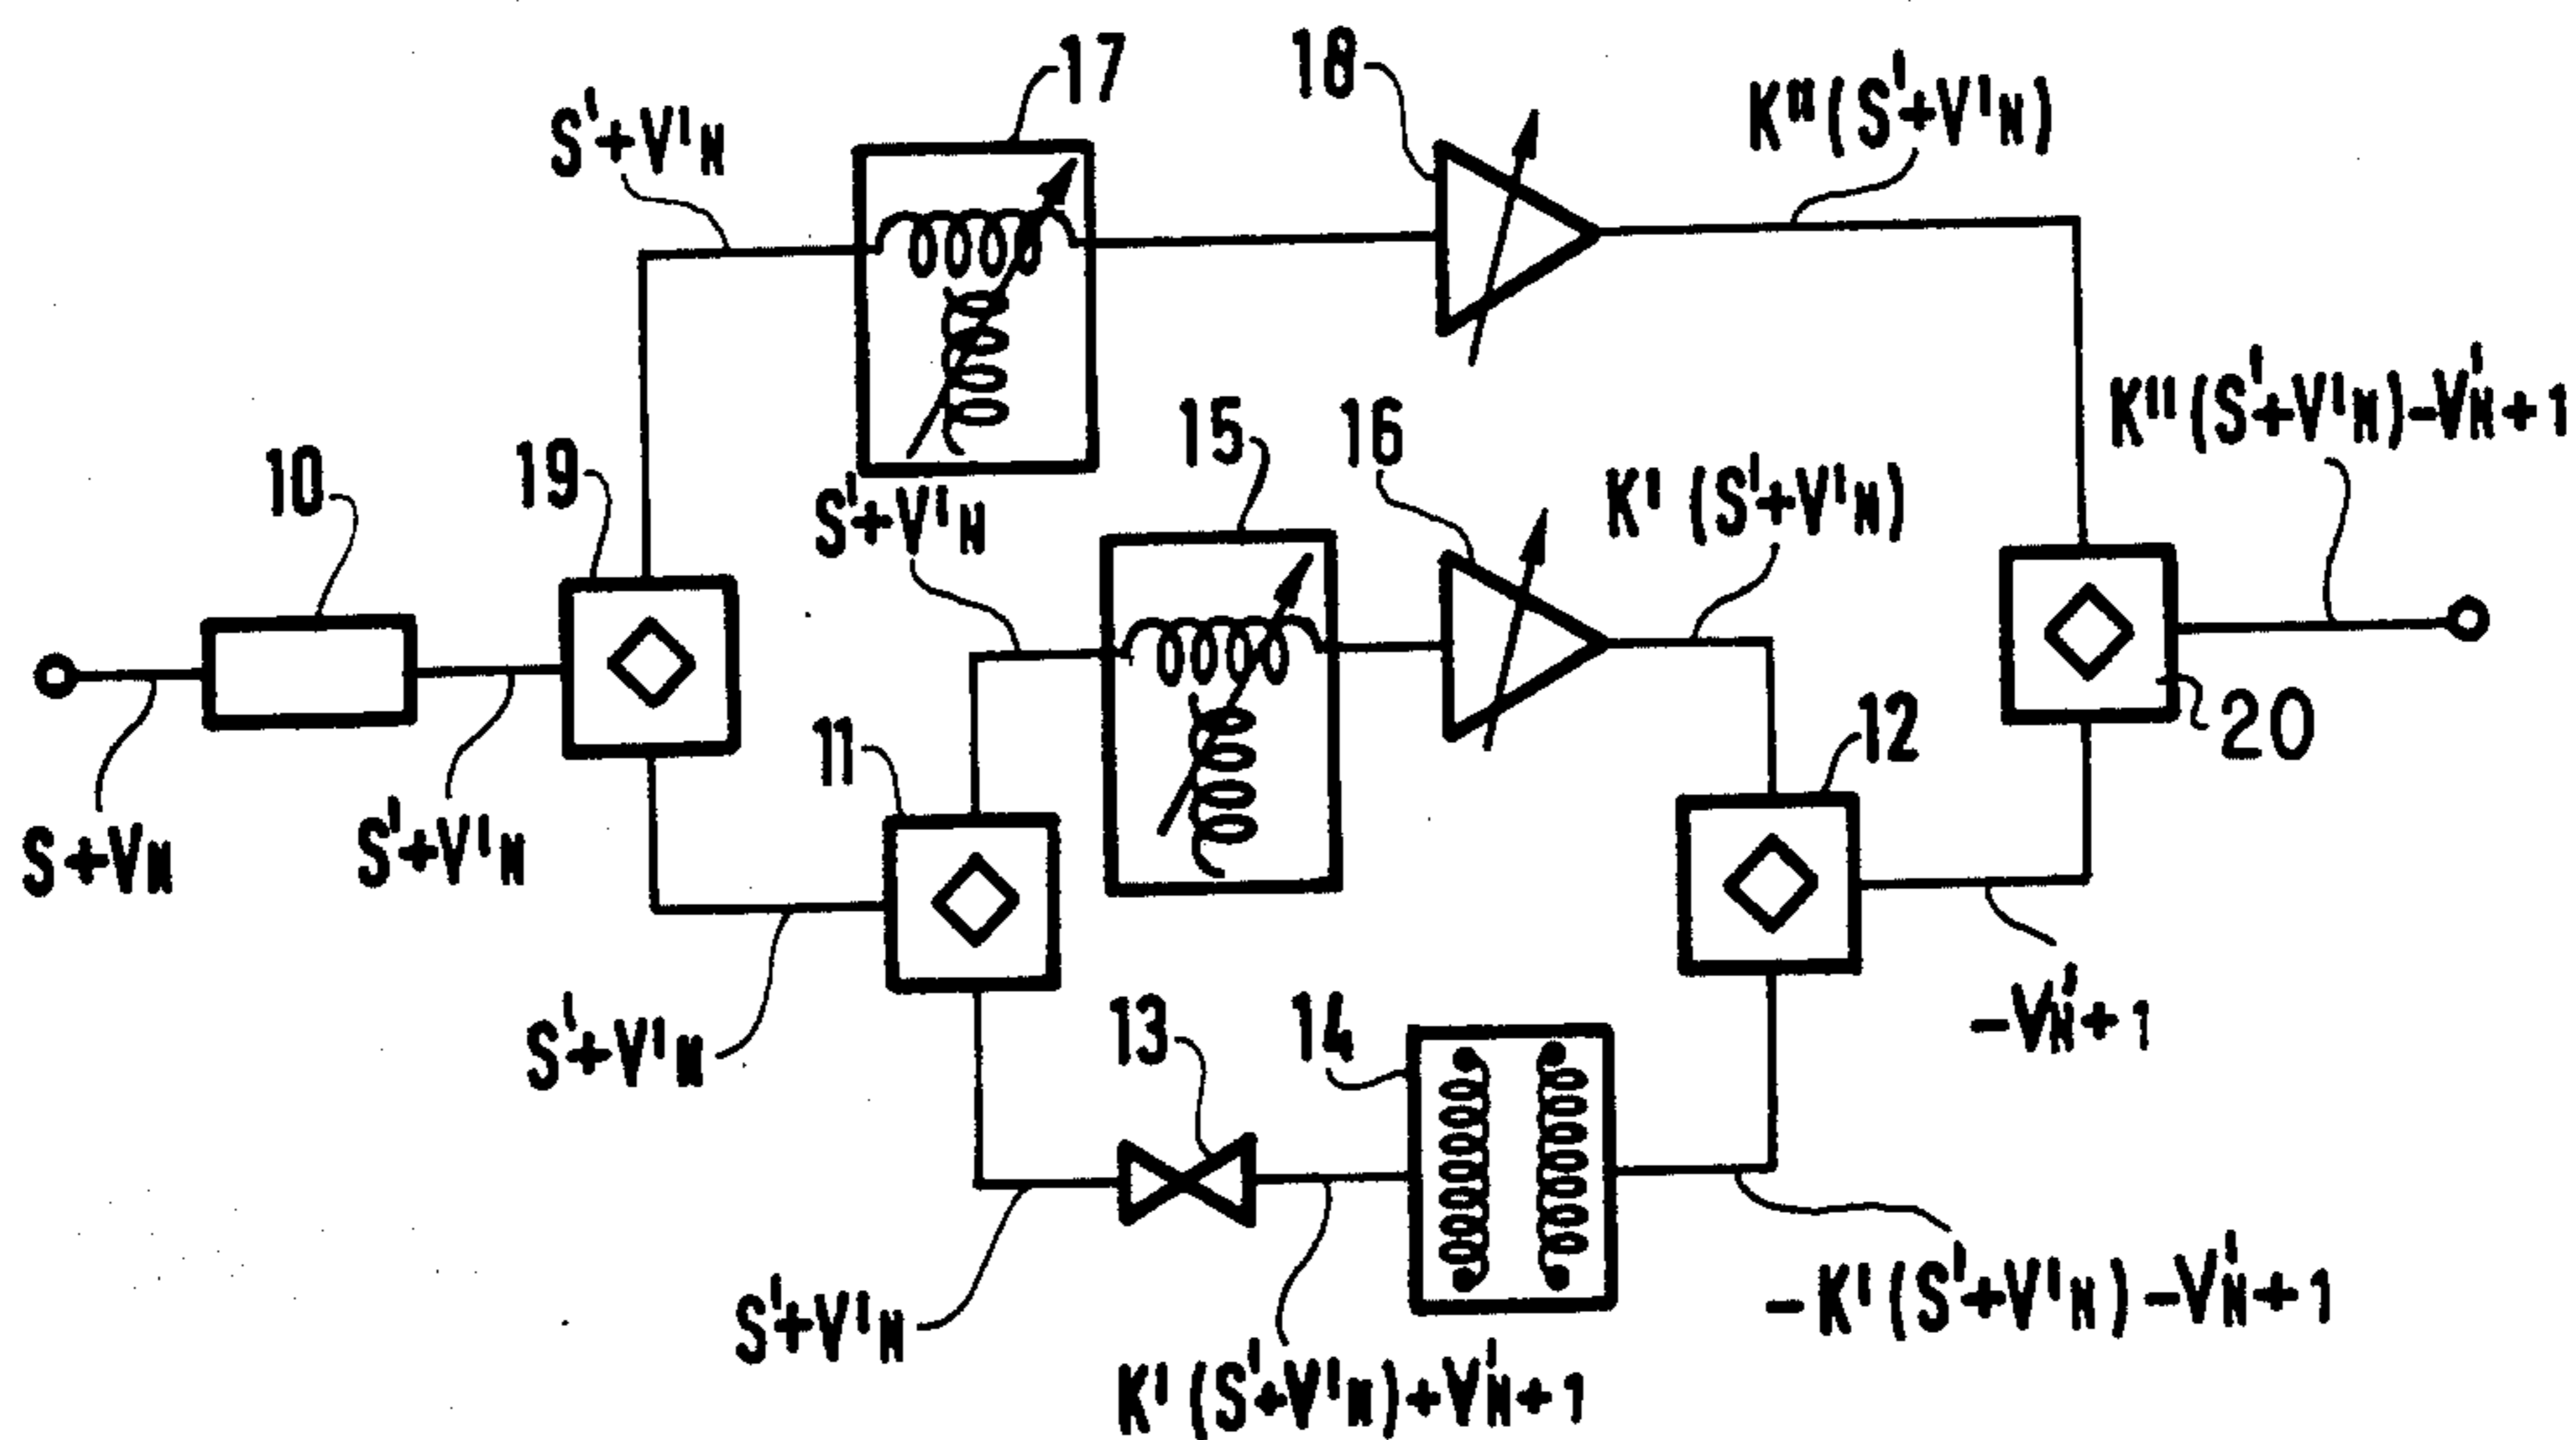 17
18
K"(S'+V'N)
S'+V'N
K"(S'+V'N)-V'N+1
15
16
K'(S'+V'N)
10
19
S'+V'N
11
12
20
S+VN
S'+V'N
S'+V'N
13
14
-V'N+1
S'+V'N
K'(S'+V'N)+V'N+1
-K'(S'+V'N)-V'N+1